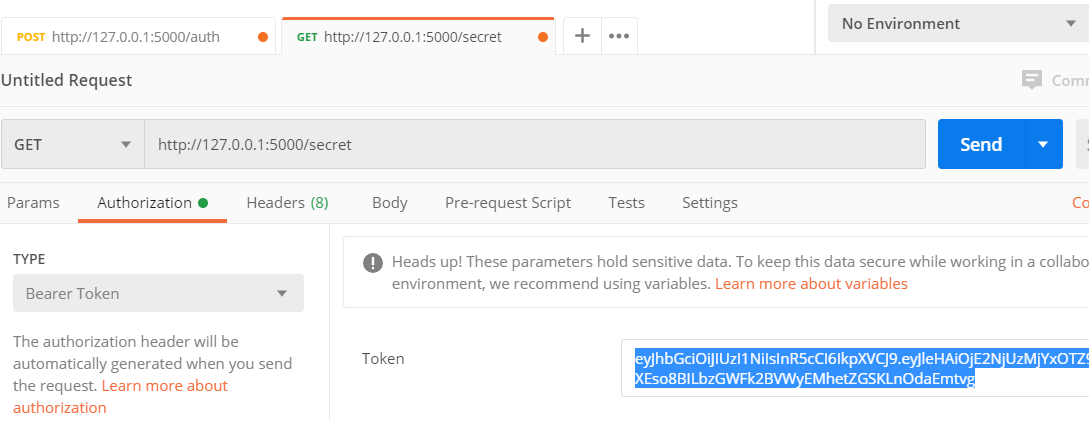 POST http://127.0.0.1:5000/auth
GET http://127.0.0.1:5000/secret
No Environment
Untitled Request
Comm
GET
http://127.0.0.1:5000/secret
Send
Params
Authorization
Headers (8)
Body
Pre-request Script
Tests
Settings
Co
TYPE
Bearer Token
The authorization header will be
automatically generated when you send
the request. Learn more about
authorization
Heads up! These parameters hold sensitive data. To keep this data secure while working in a collabo
environment, we recommend using variables. Learn more about variables
Token
eyJhbGciOiJIUzI1NiIsInR5cCI6IkpXVCJ9.eyJleHAiOjE2NjUzMjYxOTZ9
XEso8BILbzGWFk2BVWyEMhetZGSKLnOdaEmtvg